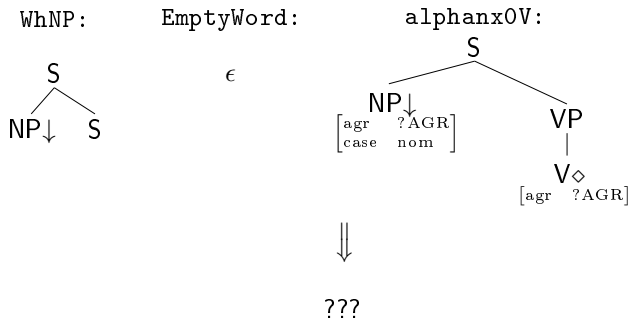 WhNP: EmptyWord: alphanx0V:
S
S
ϵ
NP↓
[agr ?AGR]
[case nom]
NP↓ S
VP
V◇
[agr ?AGR]
⇓
???